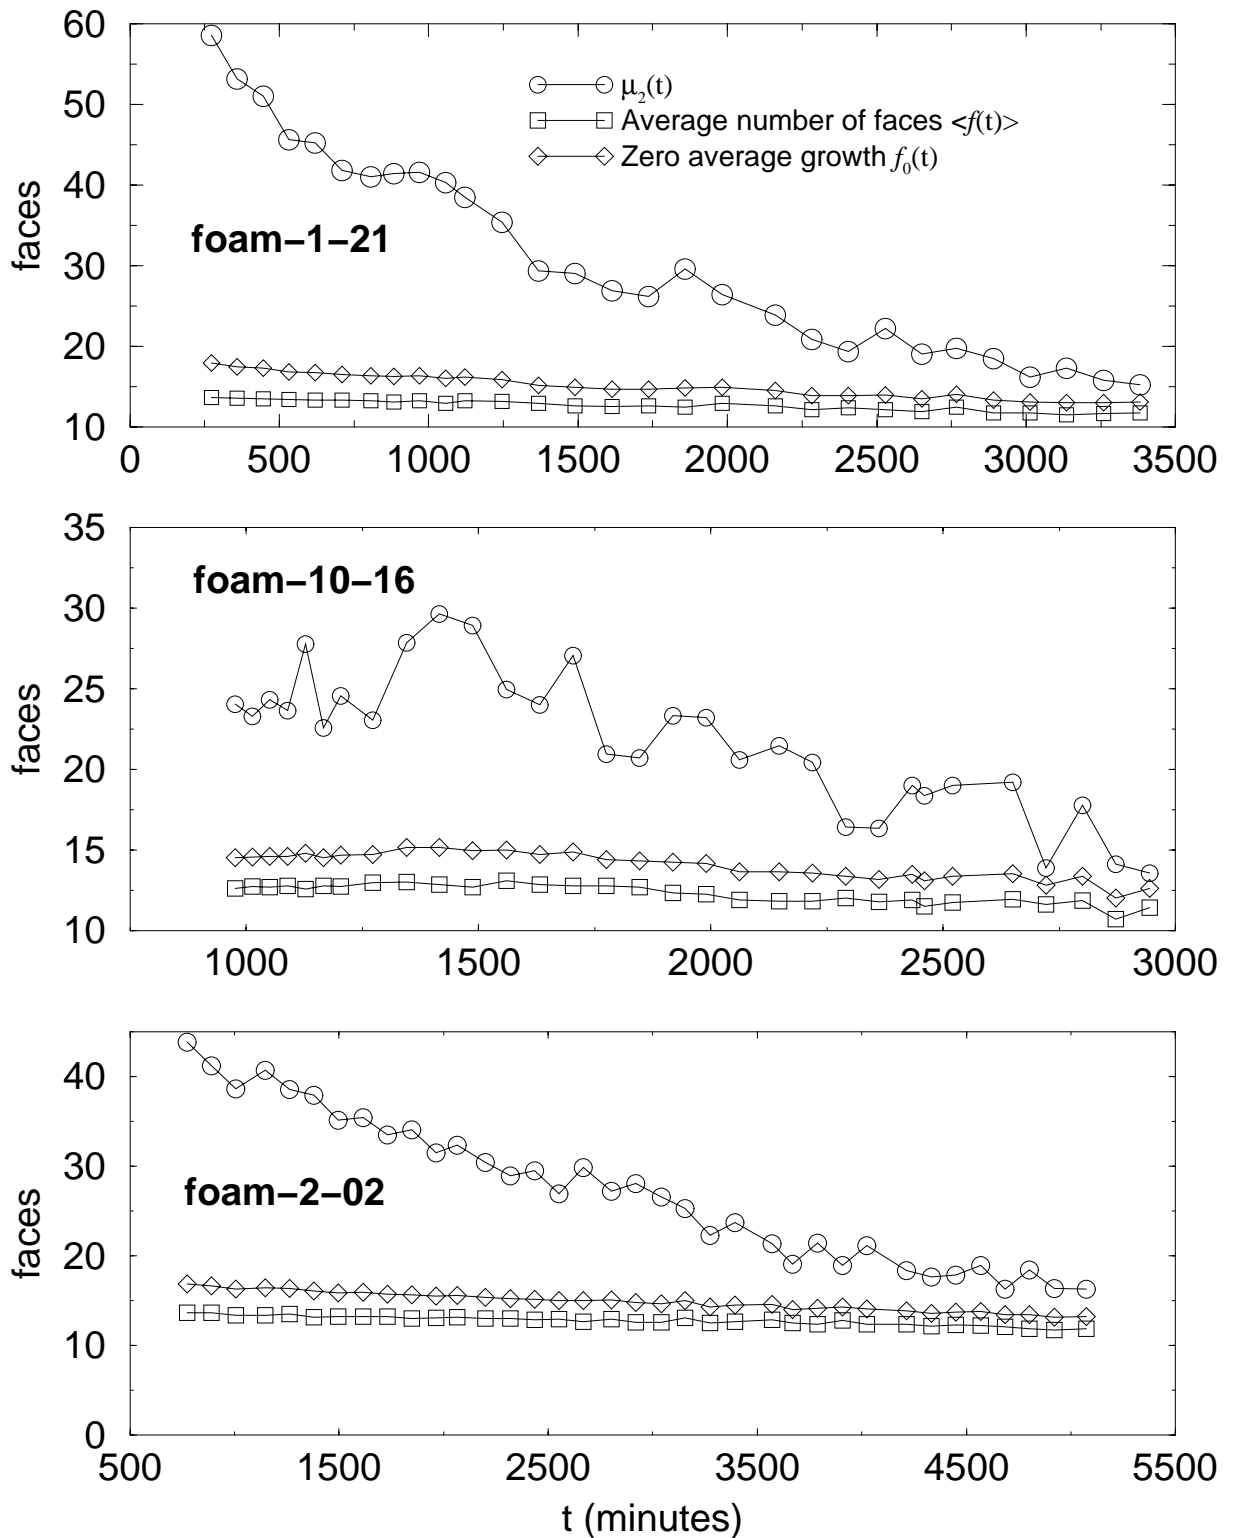 60
50
40
30
20
10
faces
μ₂(t)
Average number of faces <f(t)>
Zero average growth f₀(t)
foam−1−21
0 500 1000 1500 2000 2500 3000 3500
35
30
25
20
15
10
faces
foam−10−16
1000 1500 2000 2500 3000
40
30
20
10
0
faces
foam−2−02
500 1500 2500 3500 4500 5500
t (minutes)